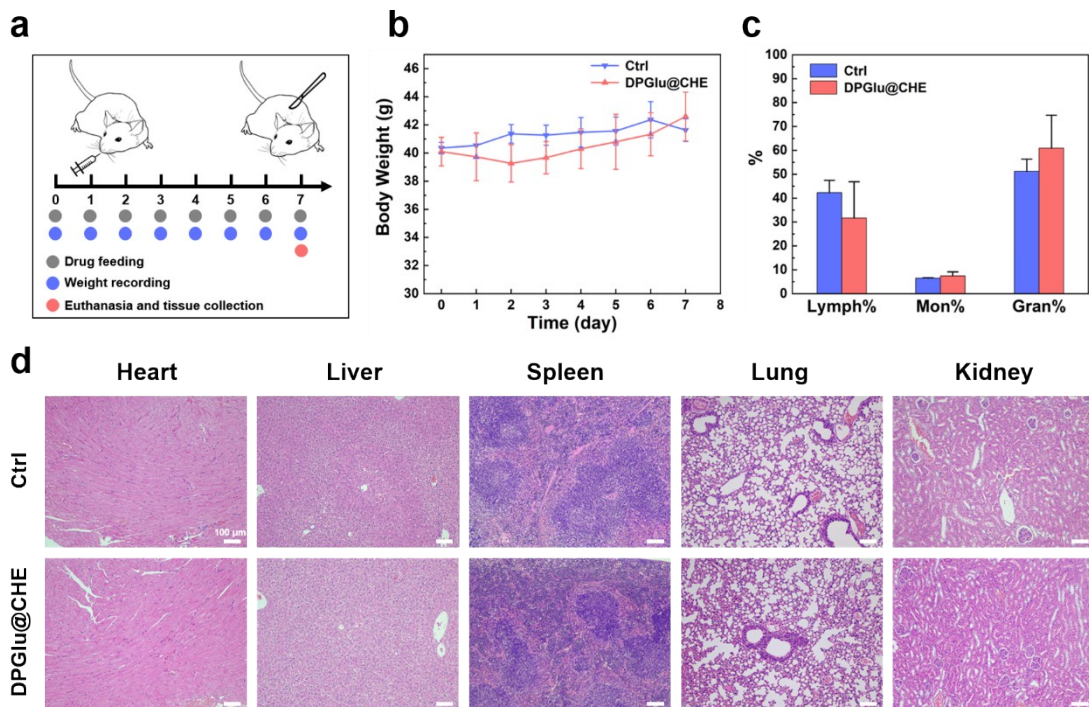 a
0 1 2 3 4 5 6 7
Drug feeding
Weight recording
Euthanasia and tissue collection
b
Body Weight (g)
46
44
42
40
38
36
34
32
30
Ctrl
DPGlu@CHE
0 1 2 3 4 5 6 7 8
Time (day)
c
%
100
90
80
70
60
50
40
30
20
10
0
Ctrl
DPGlu@CHE
Lymph% Mon% Gran%
d
Heart Liver Spleen Lung Kidney
Ctrl
100 μm
DPGlu@CHE